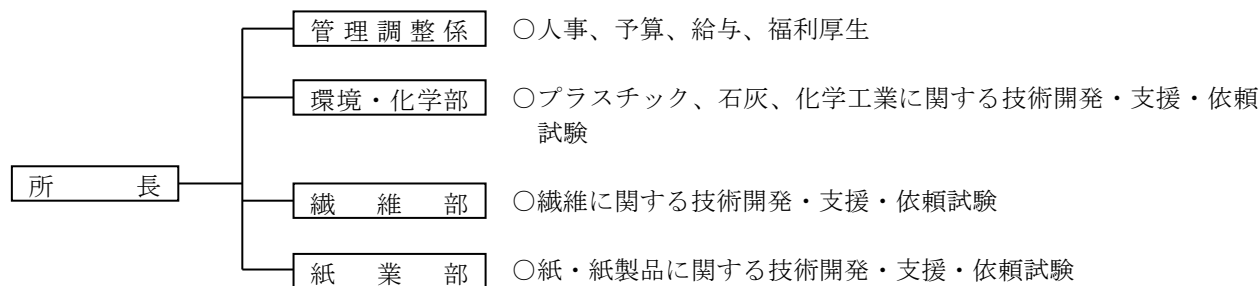 管理調整係 ○人事、予算、給与、福利厚生
環境・化学部 ○プラスチック、石灰、化学工業に関する技術開発・支援・依頼
試験
所長
繊維部 ○繊維に関する技術開発・支援・依頼試験
紙業部 ○紙・紙製品に関する技術開発・支援・依頼試験